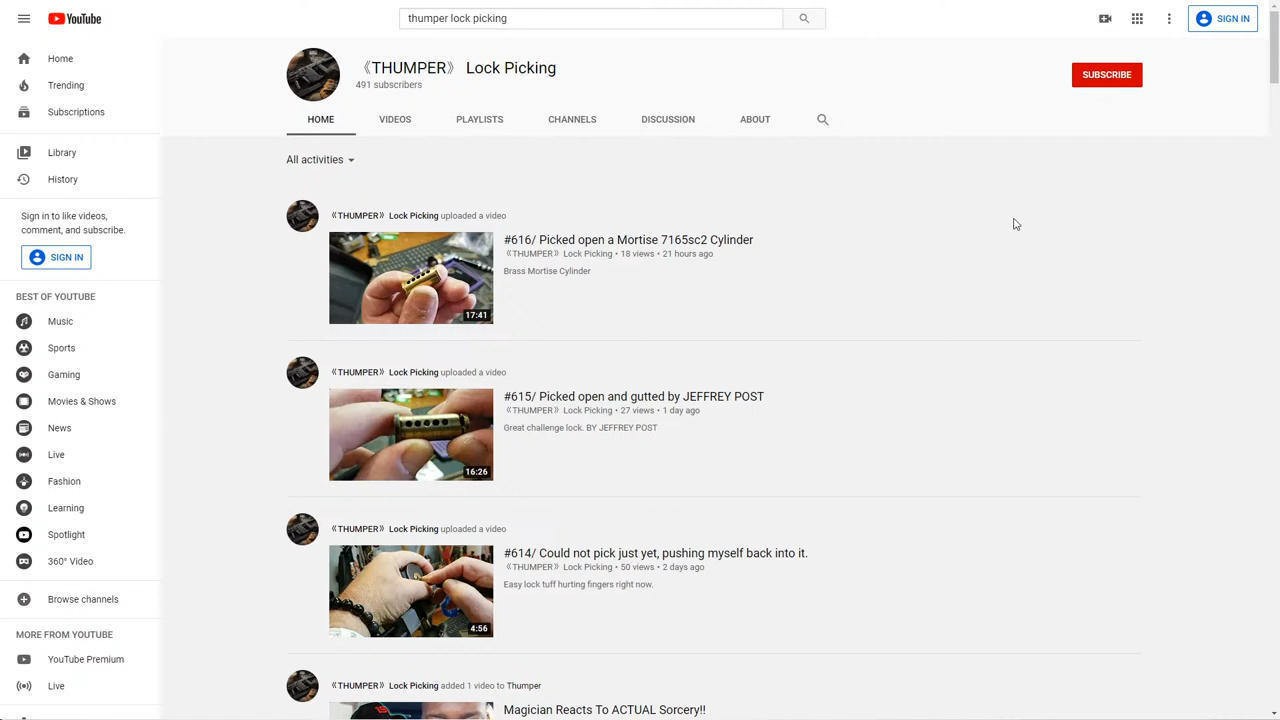 YouTube
thumper lock picking
SIGN IN
《THUMPER》 Lock Picking
491 subscribers
SUBSCRIBE
HOME VIDEOS PLAYLISTS CHANNELS DISCUSSION ABOUT
Home
Trending
Subscriptions
Library
History
Sign in to like videos,
comment, and subscribe.
SIGN IN
BEST OF YOUTUBE
Music
Sports
Gaming
Movies & Shows
News
Live
Fashion
Learning
Spotlight
360° Video
Browse channels
MORE FROM YOUTUBE
YouTube Premium
Live
All activities
《THUMPER》 Lock Picking uploaded a video
#616/ Picked open a Mortise 7165sc2 Cylinder
《THUMPER》 Lock Picking • 18 views • 21 hours ago
Brass Mortise Cylinder
17:41
《THUMPER》 Lock Picking uploaded a video
#615/ Picked open and gutted by JEFFREY POST
《THUMPER》 Lock Picking • 27 views • 1 day ago
Great challenge lock. BY JEFFREY POST
16:26
《THUMPER》 Lock Picking uploaded a video
#614/ Could not pick just yet, pushing myself back into it.
《THUMPER》 Lock Picking • 50 views • 2 days ago
Easy lock tuff hurting fingers right now.
4:56
《THUMPER》 Lock Picking added 1 video to Thumper
Magician Reacts To ACTUAL Sorcery!!